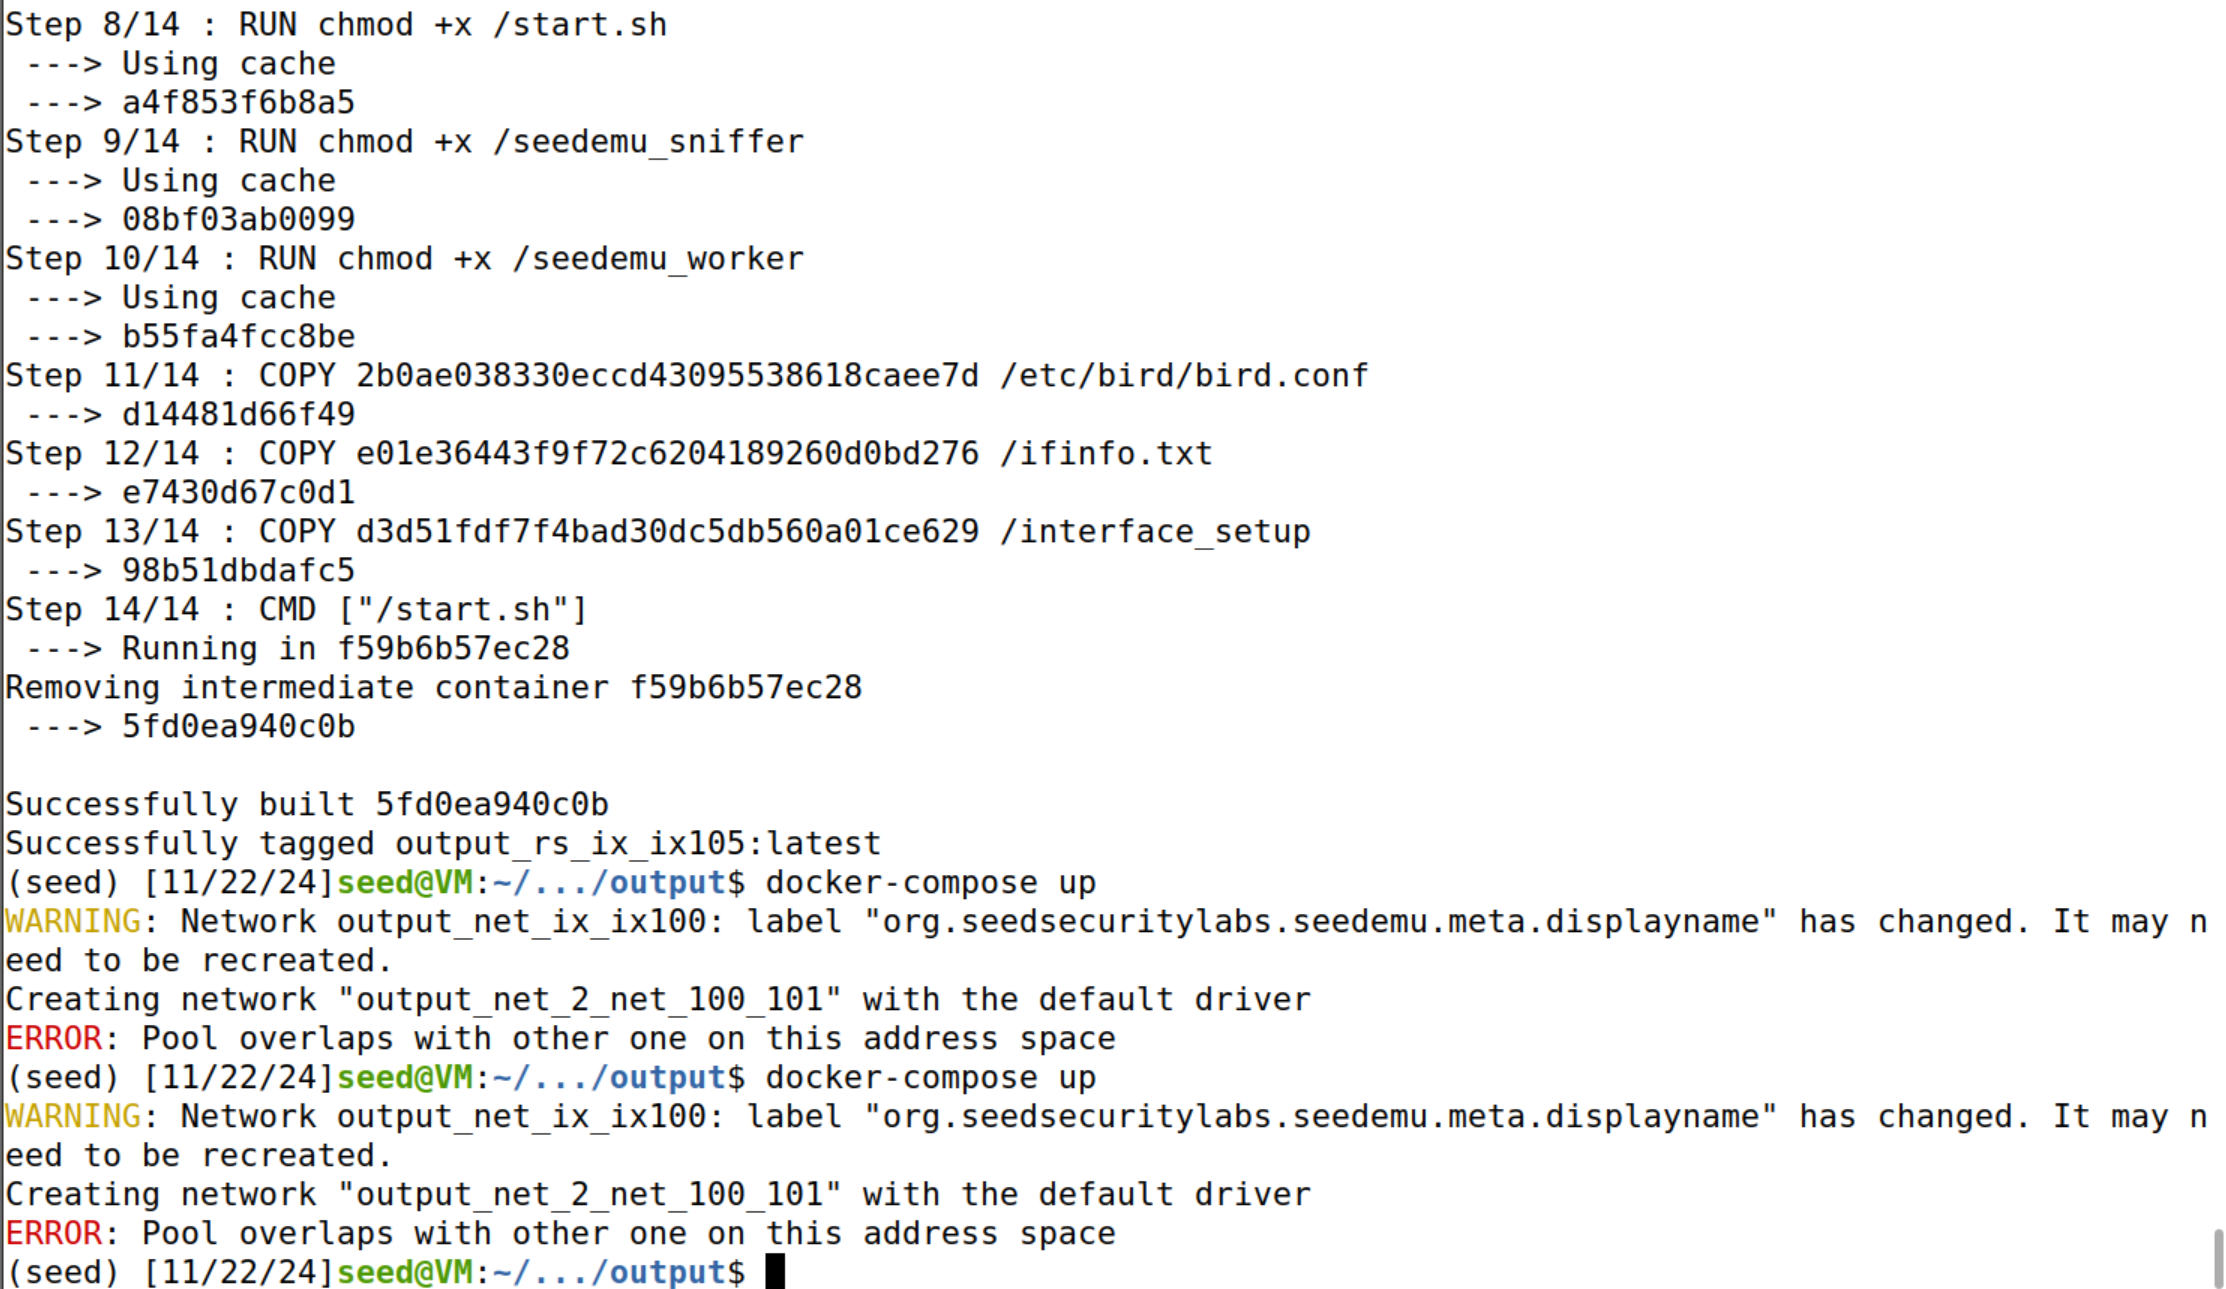 Step 8/14 : RUN chmod +x /start.sh
 ---> Using cache
 ---> a4f853f6b8a5
Step 9/14 : RUN chmod +x /seedemu_sniffer
 ---> Using cache
 ---> 08bf03ab0099
Step 10/14 : RUN chmod +x /seedemu_worker
 ---> Using cache
 ---> b55fa4fcc8be
Step 11/14 : COPY 2b0ae038330eccd43095538618caee7d /etc/bird/bird.conf
 ---> d14481d66f49
Step 12/14 : COPY e01e36443f9f72c6204189260d0bd276 /ifinfo.txt
 ---> e7430d67c0d1
Step 13/14 : COPY d3d51fdf7f4bad30dc5db560a01ce629 /interface_setup
 ---> 98b51dbdafc5
Step 14/14 : CMD ["/start.sh"]
 ---> Running in f59b6b57ec28
Removing intermediate container f59b6b57ec28
 ---> 5fd0ea940c0b

Successfully built 5fd0ea940c0b
Successfully tagged output_rs_ix_ix105:latest
(seed) [11/22/24]seed@VM:~/.../output$ docker-compose up
WARNING: Network output_net_ix_ix100: label "org.seedsecuritylabs.seedemu.meta.displayname" has changed. It may n
eed to be recreated.
Creating network "output_net_2_net_100_101" with the default driver
ERROR: Pool overlaps with other one on this address space
(seed) [11/22/24]seed@VM:~/.../output$ docker-compose up
WARNING: Network output_net_ix_ix100: label "org.seedsecuritylabs.seedemu.meta.displayname" has changed. It may n
eed to be recreated.
Creating network "output_net_2_net_100_101" with the default driver
ERROR: Pool overlaps with other one on this address space
(seed) [11/22/24]seed@VM:~/.../output$